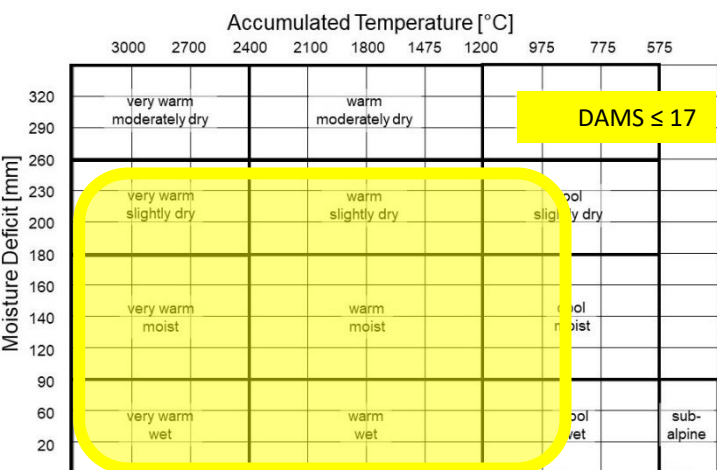 Accumulated Temperature [°C]
3000 2700 2400 2100 1800 1475 1200 975 775 575
Moisture Deficit [mm]
320
290
260
230
200
180
160
140
120
90
60
20
very warm
moderately dry
warm
moderately dry
DAMS ≤ 17
very warm
slightly dry
warm
slightly dry
very warm
moist
warm
moist
very warm
wet
warm
wet
sub-
alpine